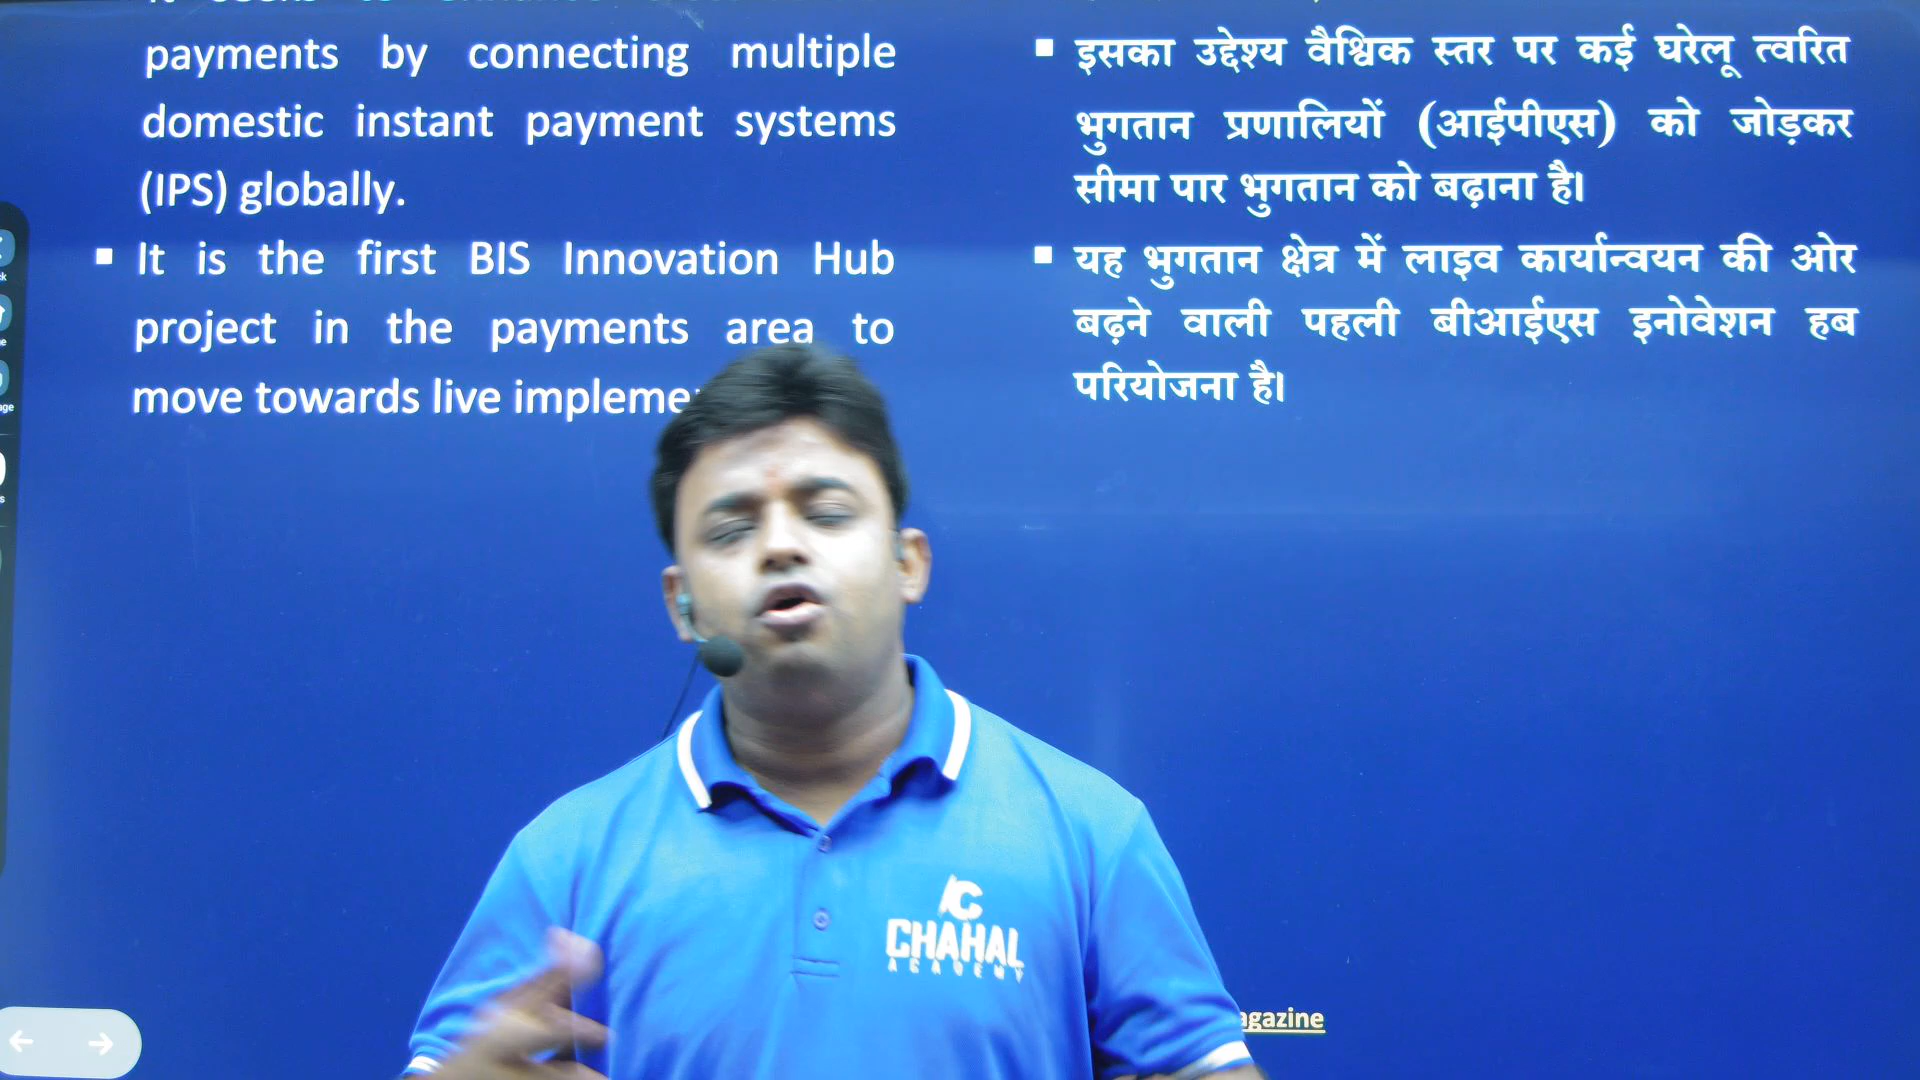 payments by connecting multiple
domestic instant payment systems
(IPS) globally.
▪ It is the first BIS Innovation Hub
project in the payments area to
move towards live impleme
▪ इसका उद्देश्य वैश्विक स्तर पर कई घरेलू त्वरित
भुगतान प्रणालियों (आईपीएस) को जोड़कर
सीमा पार भुगतान को बढ़ाना है।
▪ यह भुगतान क्षेत्र में लाइव कार्यान्वयन की ओर
बढ़ने वाली पहली बीआईएस इनोवेशन हब
परियोजना है।
CHAHAL
ACADEMY
agazine